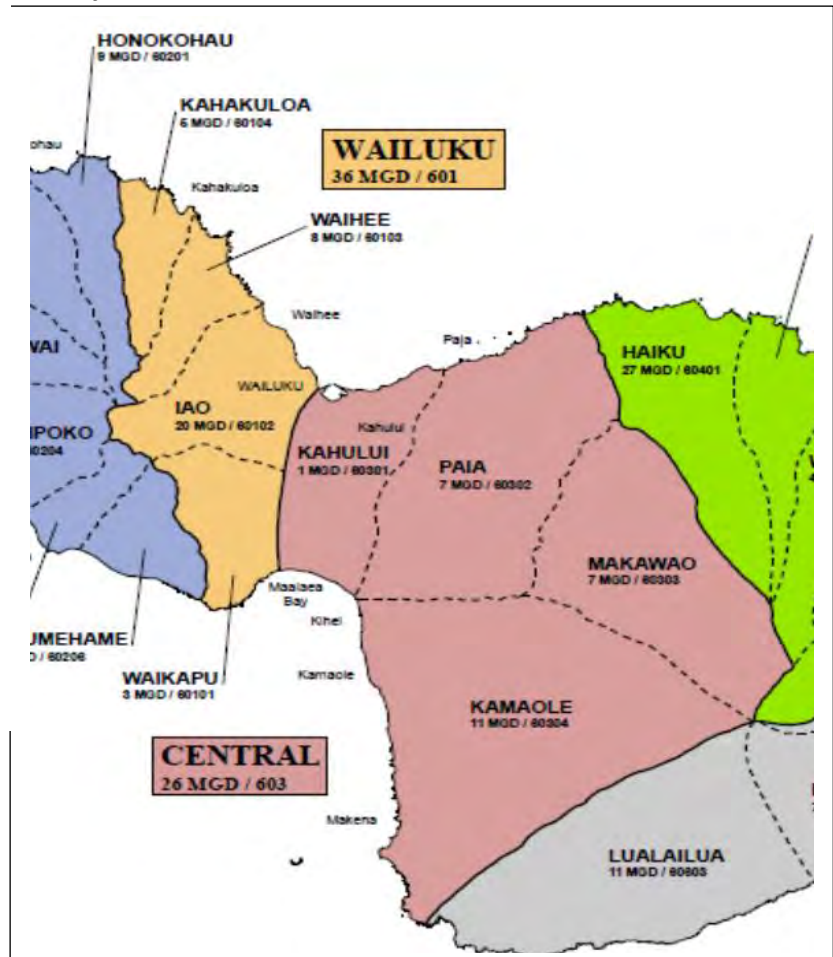 HONOKOHAU
9 MGD / 60201
KAHAKULOA
5 MGD / 60104
WAILUKU
36 MGD / 601
Kahakuloa
WAIHEE
8 MGD / 60103
Waihee
WAILUKU
Paia
HAIKU
27 MGD / 60401
IAO
20 MGD / 60102
Kahului
KAHULUI
1 MGD / 60301
PAIA
7 MGD / 60302
60204
MAKAWAO
7 MGD / 60303
Maalaea
Bay
Kihei
/ 60206
WAIKAPU
3 MGD / 60101
Kamaole
KAMAOLE
11 MGD / 60304
CENTRAL
26 MGD / 603
Makena
LUALAILUA
11 MGD / 60603